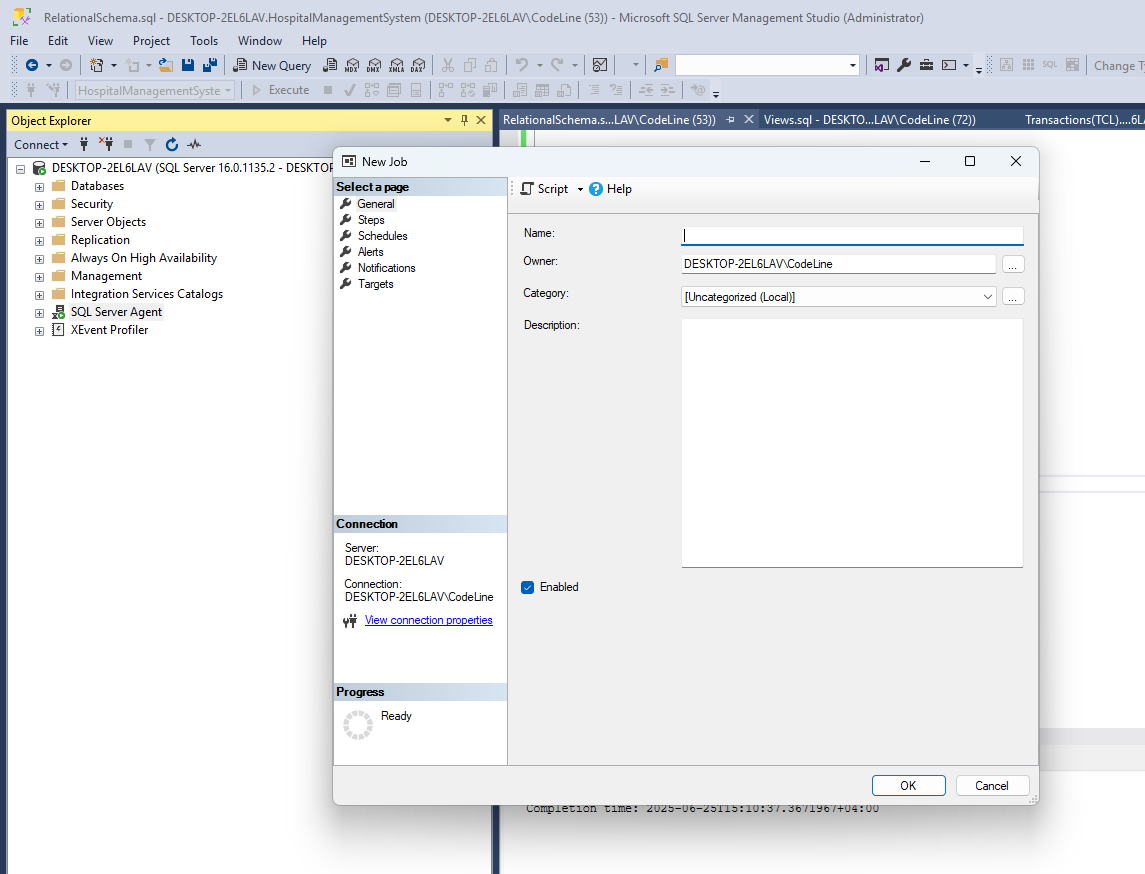 RelationalSchema.sql - DESKTOP-2EL6LAV.HospitalManagementSystem (DESKTOP-2EL6LAV\CodeLine (53)) - Microsoft SQL Server Management Studio (Administrator)
File Edit View Project Tools Window Help
New Query MDX DMX XMLA DAX SQL Change Ty
HospitalManagementSyste Execute
Object Explorer
RelationalSchema.s...LAV\CodeLine (53)) Views.sql - DESKTO...LAV\CodeLine (72)) Transactions(TCL)....6LA
Connect
DESKTOP-2EL6LAV (SQL Server 16.0.1135.2 - DESKTOP
Databases
Security
Server Objects
Replication
Always On High Availability
Management
Integration Services Catalogs
SQL Server Agent
XEvent Profiler
New Job
Select a page
General
Steps
Schedules
Alerts
Notifications
Targets
Connection
Server:
DESKTOP-2EL6LAV
Connection:
DESKTOP-2EL6LAV\CodeLine
View connection properties
Progress
Ready
Script Help
Name:
Owner: DESKTOP-2EL6LAV\CodeLine ...
Category: [Uncategorized (Local)] ...
Description:
Enabled
OK Cancel
Completion time: 2025-06-25T15:10:37.3671967+04:00